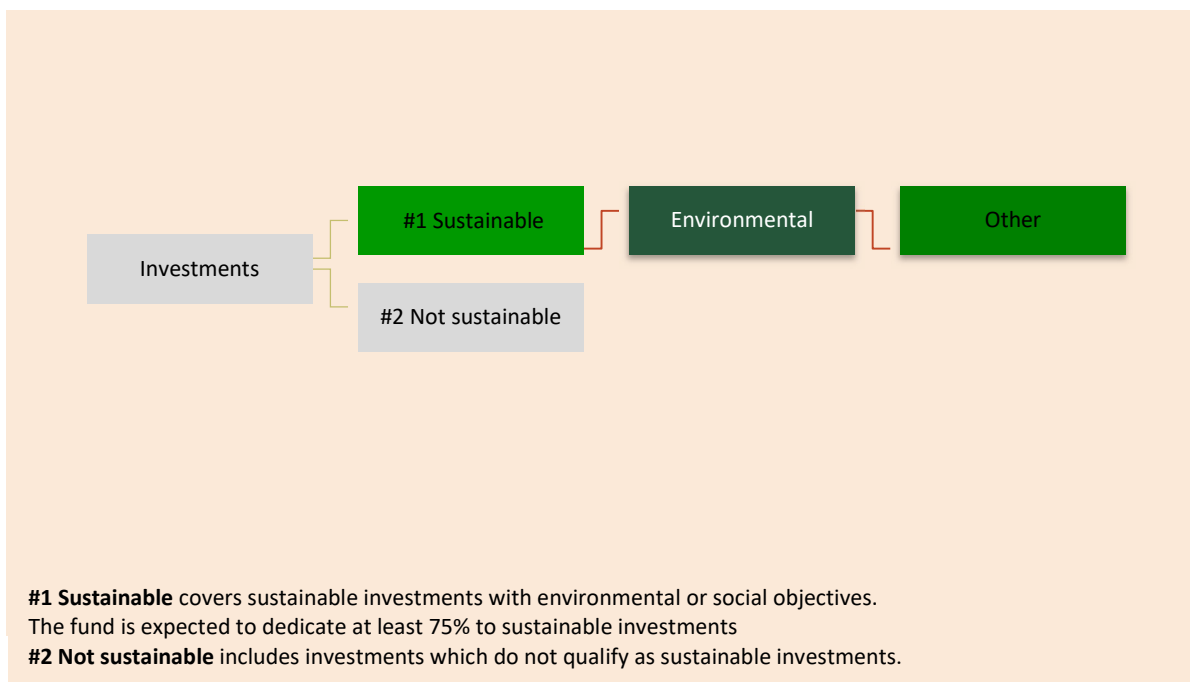 #1 Sustainable
Environmental
Other
Investments
#2 Not sustainable
#1 Sustainable covers sustainable investments with environmental or social objectives.
The fund is expected to dedicate at least 75% to sustainable investments
#2 Not sustainable includes investments which do not qualify as sustainable investments.